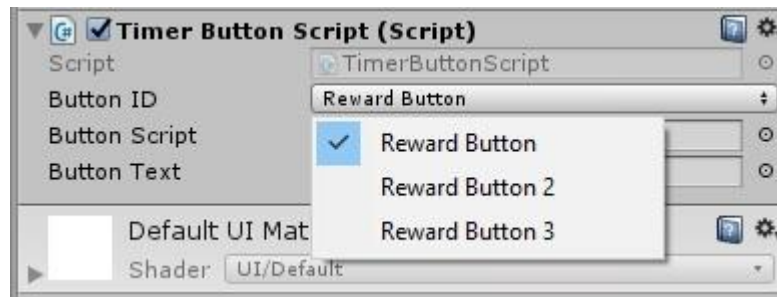 Timer Button Script (Script)
Script TimerButtonScript
Button ID Reward Button
Button Script Reward Button
Button Text Reward Button 2
Default UI Mat Reward Button 3
Shader UI/Default